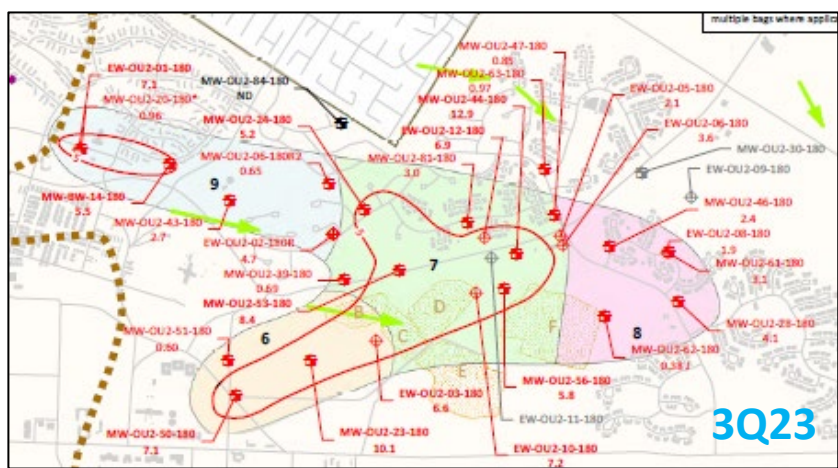 multiple bags where applica
EW-OU2-01-180
7.1
MW-OU2-20-180*
0.96
MW-OU2-84-180
ND
MW-OU2-24-180
5.2
MW-OU2-06-180R2
0.65
MW-OU2-47-180
0.85
MW-OU2-63-180
0.97
MW-OU2-44-180
12.9
EW-OU2-12-180
6.9
MW-OU2-81-180
3.0
EW-OU2-05-180
2.1
EW-OU2-06-180
3.6
MW-OU2-30-180
EW-OU2-09-180
MW-OU2-46-180
2.4
EW-OU2-08-180
1.9
MW-OU2-61-180
3.1
MW-OU2-28-180
4.1
MW-OU2-62-180
0.38 J
MW-BW-14-180
5.5
MW-OU2-43-180
2.7
EW-OU2-02-180R
4.7
MW-OU2-39-180
0.69
MW-OU2-53-180
8.4
MW-OU2-51-180
0.60
MW-OU2-50-180
7.1
MW-OU2-23-180
10.1
EW-OU2-03-180
6.6
MW-OU2-56-180
5.8
EW-OU2-11-180
EW-OU2-10-180
7.2
9
7
6
8
5
5
B
C
D
E
F
3Q23